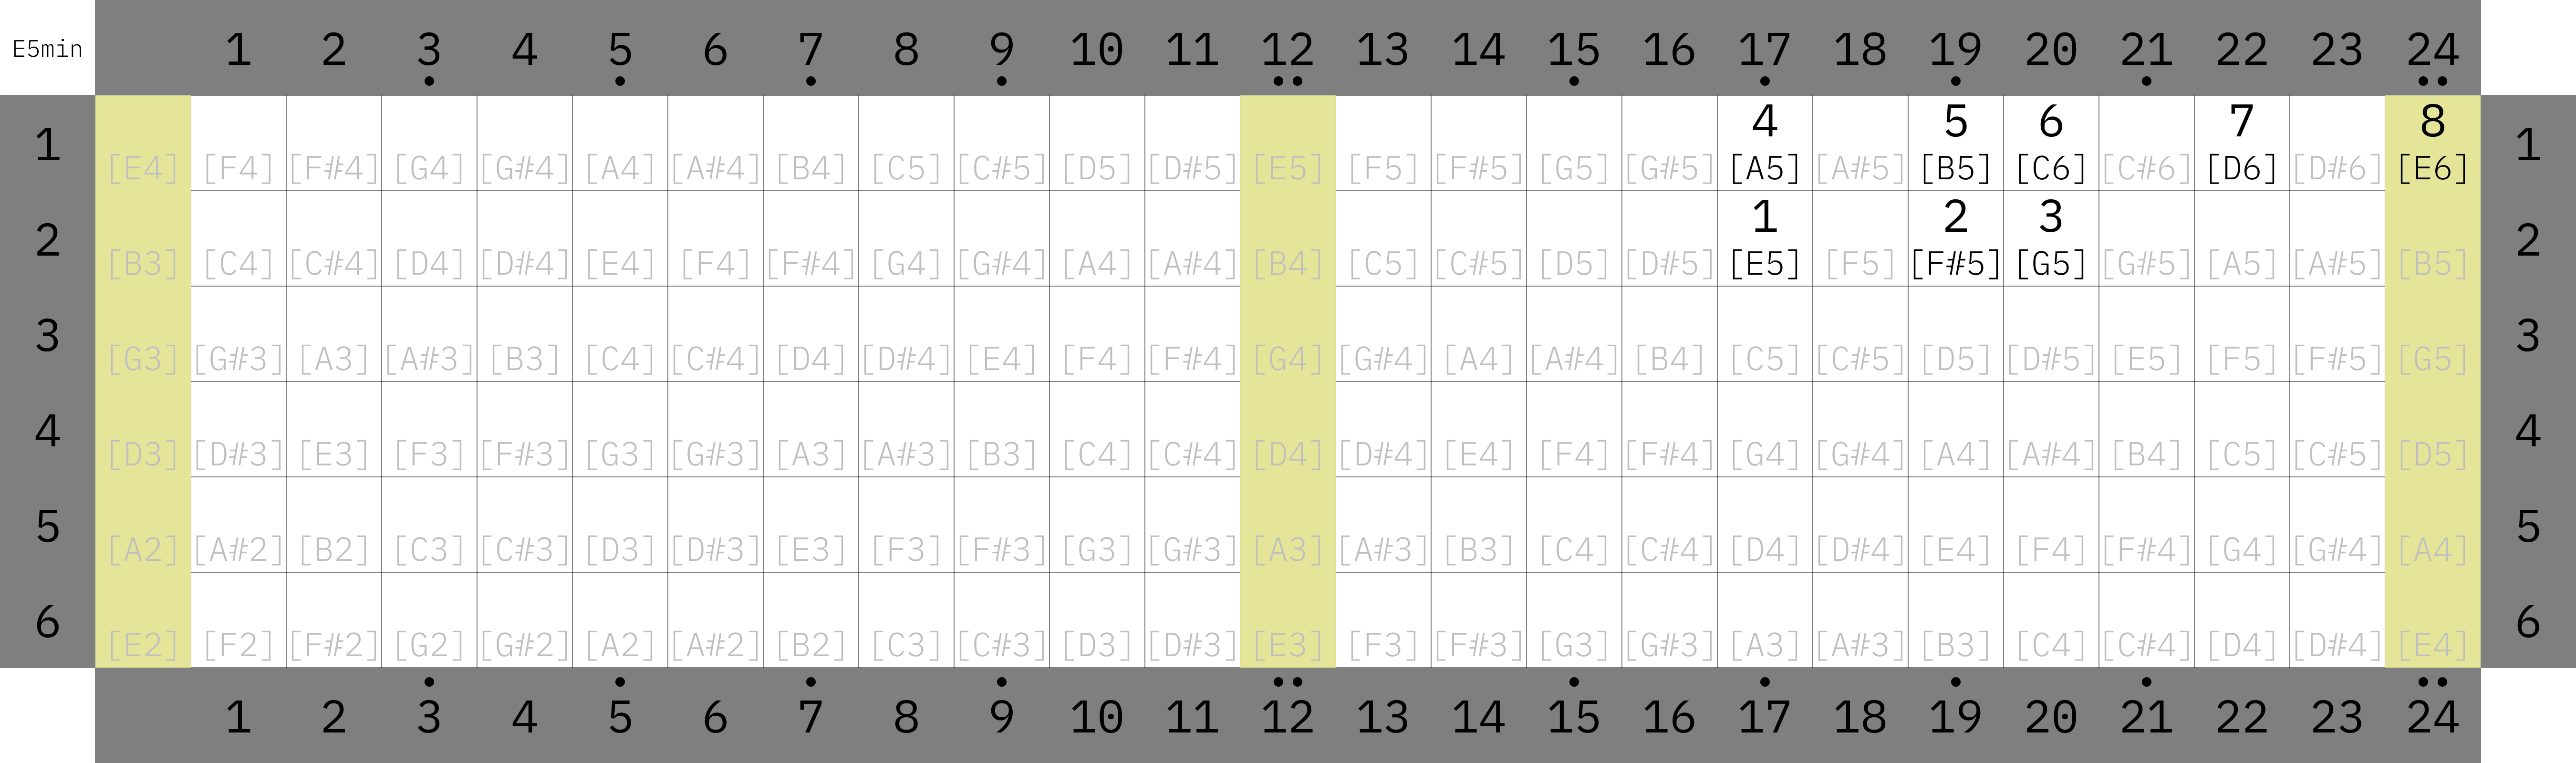 E5min 1 2 3 4 5 6 7 8 9 10 11 12 13 14 15 16 17 18 19 20 21 22 23 24
4 5 6 7 8
1 [E4] [F4] [F#4] [G4] [G#4] [A4] [A#4] [B4] [C5] [C#5] [D5] [D#5] [E5] [F5] [F#5] [G5] [G#5] [A5] [A#5] [B5] [C6] [C#6] [D6] [D#6] [E6] 1
1 2 3
2 [B3] [C4] [C#4] [D4] [D#4] [E4] [F4] [F#4] [G4] [G#4] [A4] [A#4] [B4] [C5] [C#5] [D5] [D#5] [E5] [F5] [F#5] [G5] [G#5] [A5] [A#5] [B5] 2
3 [G3] [G#3] [A3] [A#3] [B3] [C4] [C#4] [D4] [D#4] [E4] [F4] [F#4] [G4] [G#4] [A4] [A#4] [B4] [C5] [C#5] [D5] [D#5] [E5] [F5] [F#5] [G5] 3
4 [D3] [D#3] [E3] [F3] [F#3] [G3] [G#3] [A3] [A#3] [B3] [C4] [C#4] [D4] [D#4] [E4] [F4] [F#4] [G4] [G#4] [A4] [A#4] [B4] [C5] [C#5] [D5] 4
5 [A2] [A#2] [B2] [C3] [C#3] [D3] [D#3] [E3] [F3] [F#3] [G3] [G#3] [A3] [A#3] [B3] [C4] [C#4] [D4] [D#4] [E4] [F4] [F#4] [G4] [G#4] [A4] 5
6 [E2] [F2] [F#2] [G2] [G#2] [A2] [A#2] [B2] [C3] [C#3] [D3] [D#3] [E3] [F3] [F#3] [G3] [G#3] [A3] [A#3] [B3] [C4] [C#4] [D4] [D#4] [E4] 6
1 2 3 4 5 6 7 8 9 10 11 12 13 14 15 16 17 18 19 20 21 22 23 24